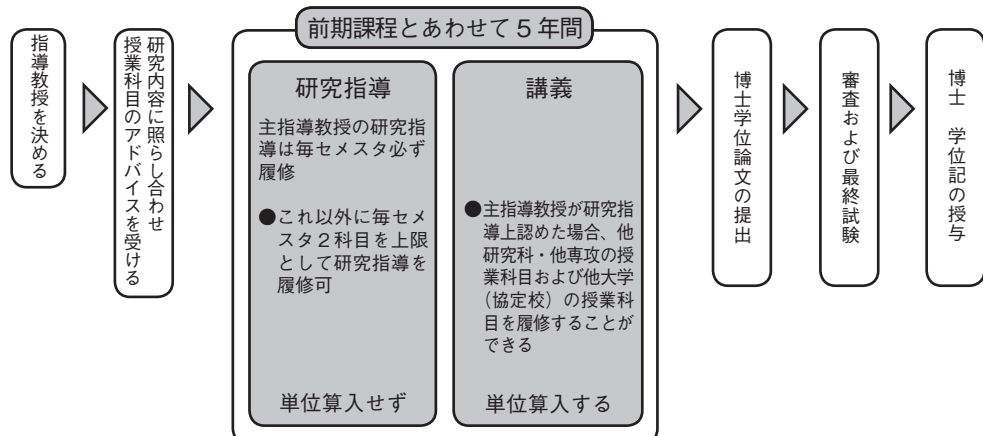 指導教授を決める
研究内容に照らし合わせ
授業科目のアドバイスを受ける
前期課程とあわせて5年間
研究指導
主指導教授の研究指
導は毎セメスタ必ず
履修
●これ以外に毎セメ
スタ2科目を上限
として研究指導を
履修可
単位算入せず
講義
●主指導教授が研究指
導上認めた場合、他
研究科・他専攻の授
業科目および他大学
(協定校)の授業科
目を履修することが
できる
単位算入する
博士学位論文の提出
審査および最終試験
博士 学位記の授与